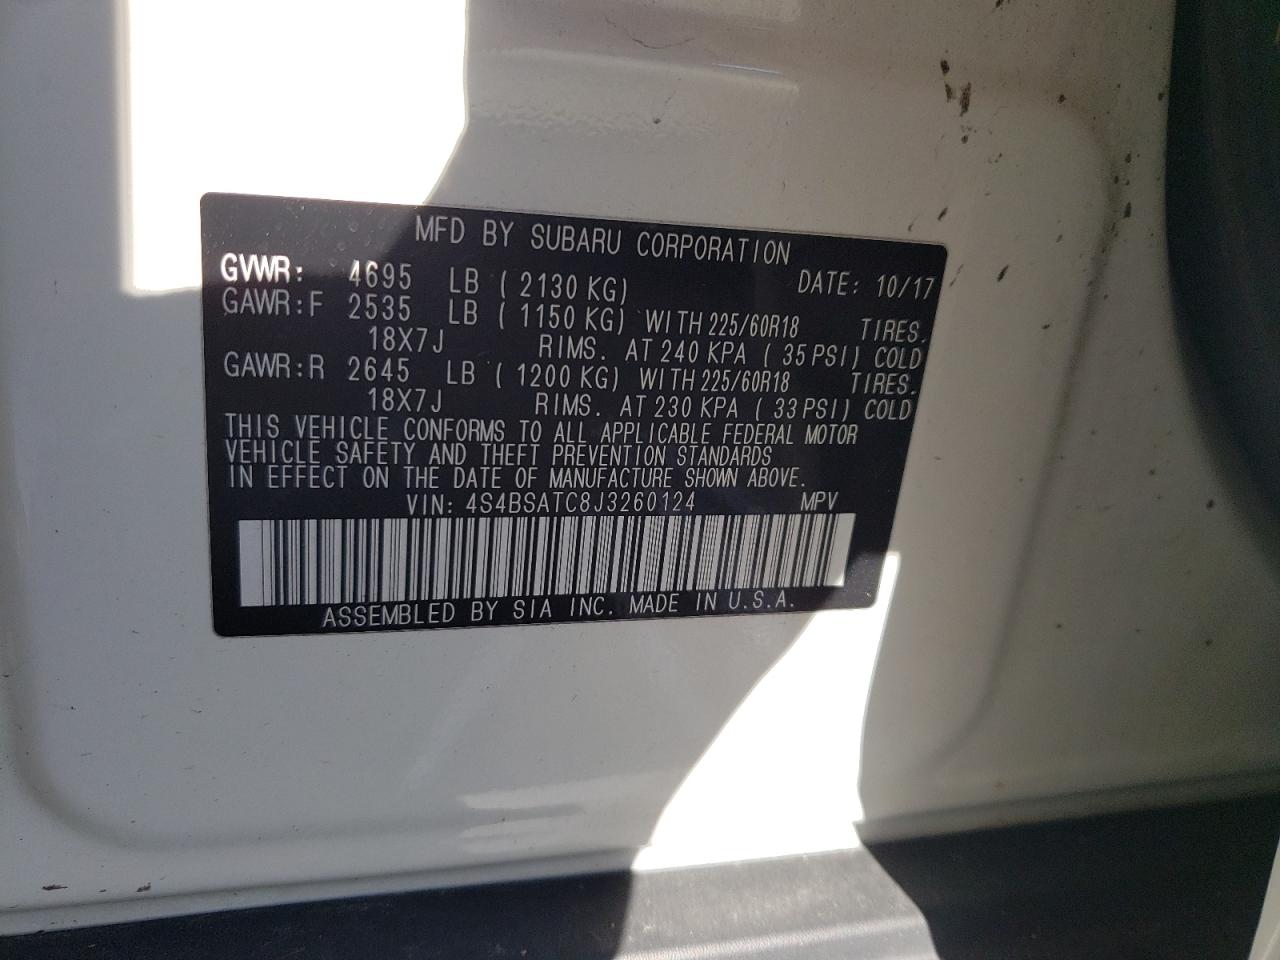 MFD BY SUBARU CORPORATION
GVWR: 4695 LB ( 2130 KG) DATE: 10/17
GAWR:F 2535 LB ( 1150 KG) WITH 225/60R18 TIRES.
18X7J RIMS. AT 240 KPA ( 35 PSI) COLD
GAWR:R 2645 LB ( 1200 KG) WITH 225/60R18 TIRES.
18X7J RIMS. AT 230 KPA ( 33 PSI) COLD
THIS VEHICLE CONFORMS TO ALL APPLICABLE FEDERAL MOTOR
VEHICLE SAFETY AND THEFT PREVENTION STANDARDS
IN EFFECT ON THE DATE OF MANUFACTURE SHOWN ABOVE.
VIN: 4S4BSATC8J3260124 MPV
ASSEMBLED BY SIA INC. MADE IN U.S.A.